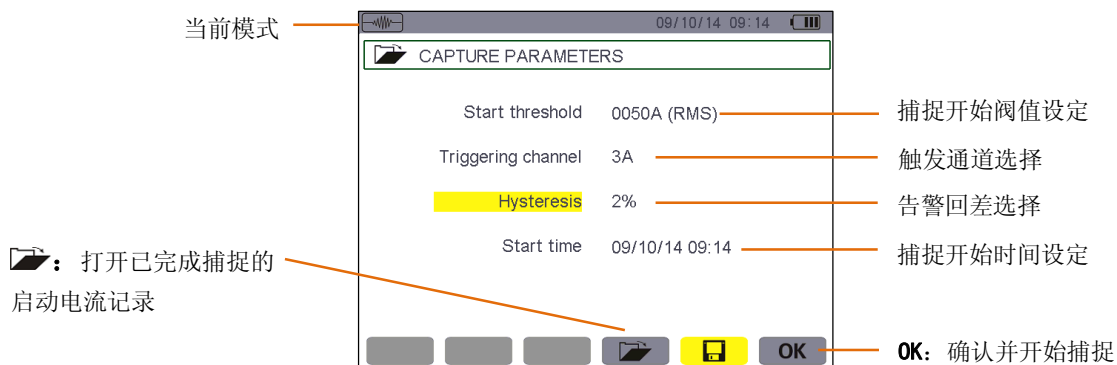 当前模式
09/10/14 09:14
CAPTURE PARAMETERS
Start threshold 0050A (RMS)
捕捉开始阀值设定
Triggering channel 3A
触发通道选择
Hysteresis 2%
告警回差选择
Start time 09/10/14 09:14
捕捉开始时间设定
：打开已完成捕捉的
启动电流记录
OK
OK：确认并开始捕捉